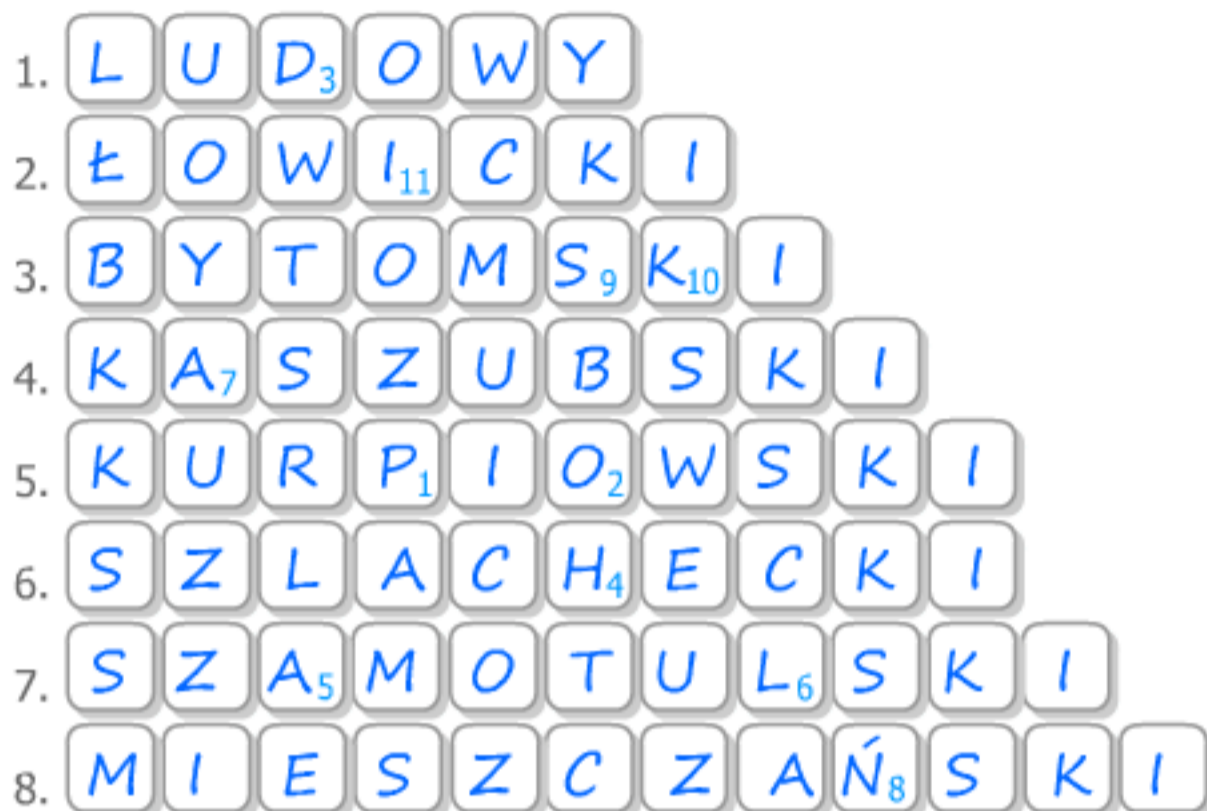 1. LUD3OWY
2. ŁOWI11CKI
3. BYTOMS9K10I
4. KA7SZUBSKI
5. KURP1IO2WSKI
6. SZLACH4ECKI
7. SZA5MOTUL6SKI
8. MIESZCZAŃ8SKI